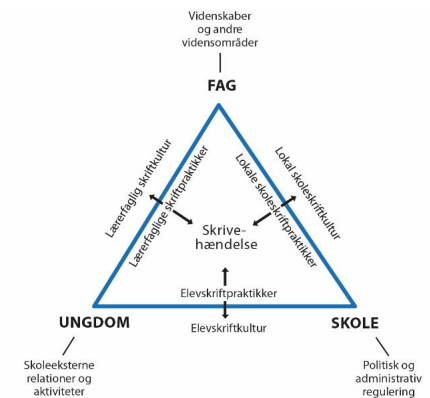 Videnskaber
og andre
vidensområder
FAG
Lærerfaglig skriftkultur
Lærerfaglige skriftpraktikker
Lokal skoleskriftkultur
Lokale skoleskriftpraktikker
Skrive-
hændelse
Elevskriftpraktikker
Elevskriftkultur
UNGDOM
SKOLE
Skoleeksterne
relationer og
aktiviteter
Politisk og
administrativ
regulering